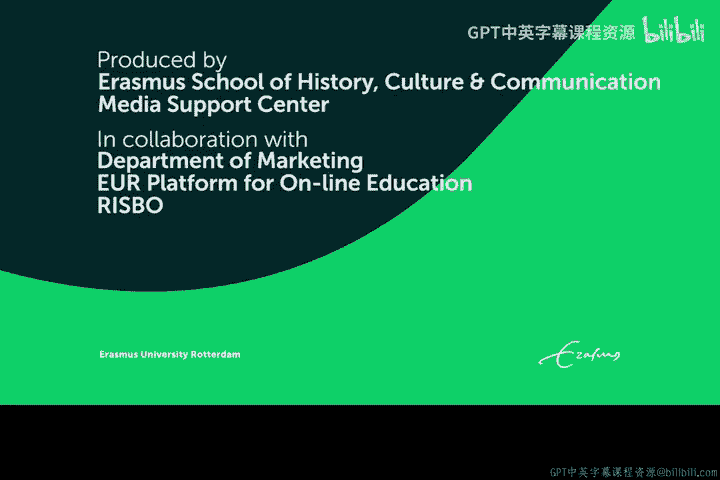 GPT中英字幕课程资源 bilibili
Produced by
Erasmus School of History, Culture & Communication
Media Support Center
In collaboration with
Department of Marketing
EUR Platform for On-line Education
RISBO
Erasmus University Rotterdam
Erasmus
GPT中英字幕课程资源@bilibili.com